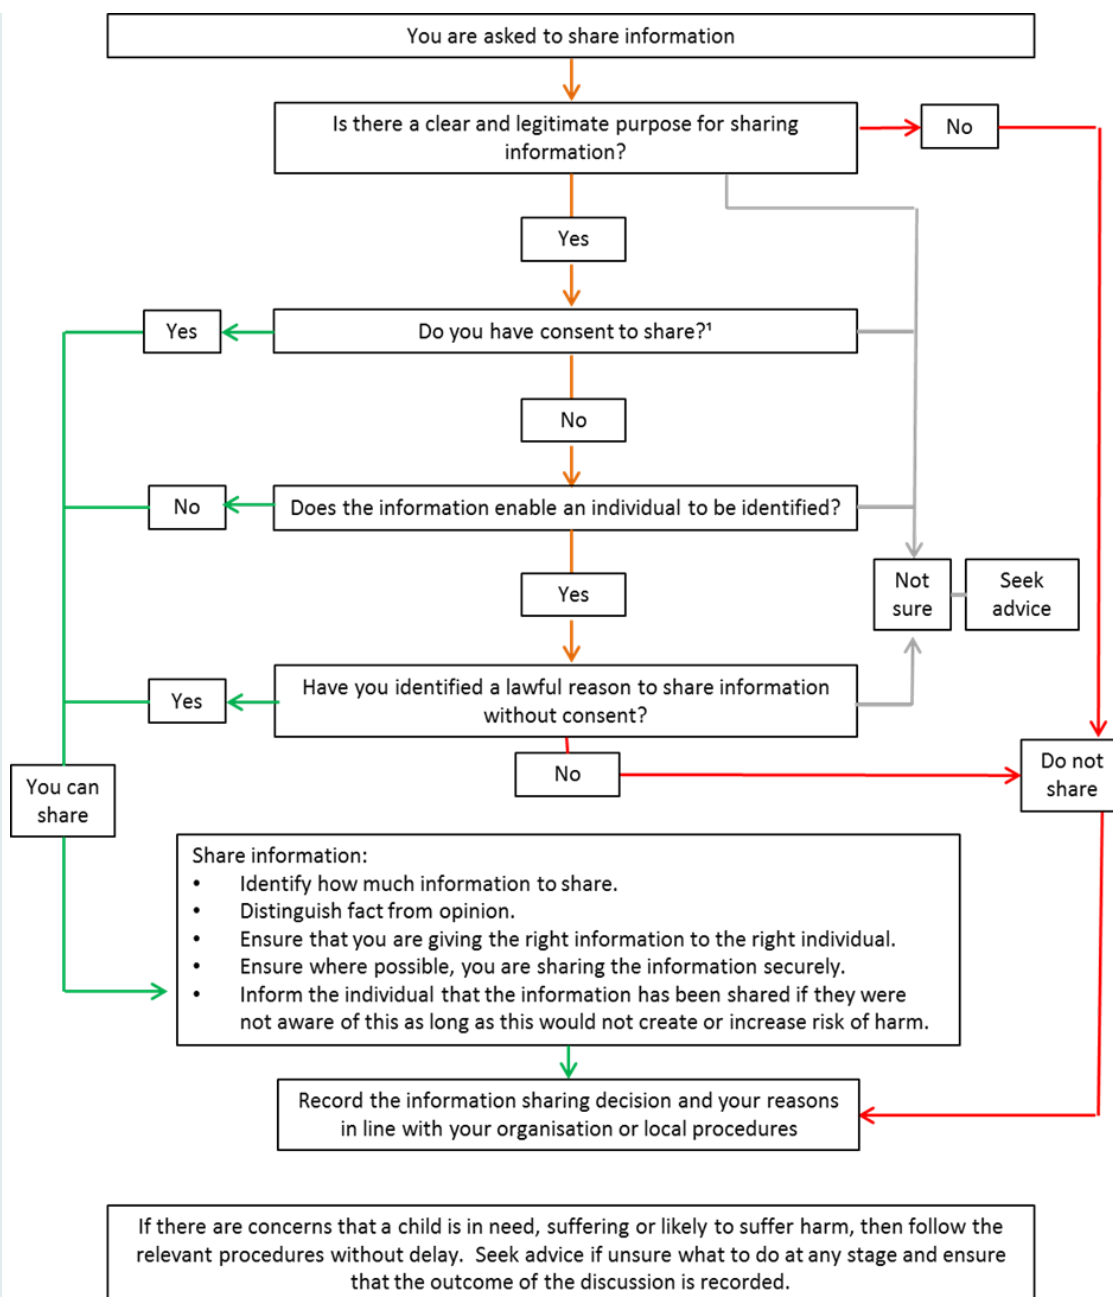 You are asked to share information
Is there a clear and legitimate purpose for sharing
information?
No
Yes
Do you have consent to share?¹
Yes
No
Does the information enable an individual to be identified?
No
Yes
Not
sure
Seek
advice
Have you identified a lawful reason to share information
without consent?
Yes
No
Do not
share
You can
share
Share information:
• Identify how much information to share.
• Distinguish fact from opinion.
• Ensure that you are giving the right information to the right individual.
• Ensure where possible, you are sharing the information securely.
• Inform the individual that the information has been shared if they were
not aware of this as long as this would not create or increase risk of harm.
Record the information sharing decision and your reasons
in line with your organisation or local procedures
If there are concerns that a child is in need, suffering or likely to suffer harm, then follow the
relevant procedures without delay.  Seek advice if unsure what to do at any stage and ensure
that the outcome of the discussion is recorded.